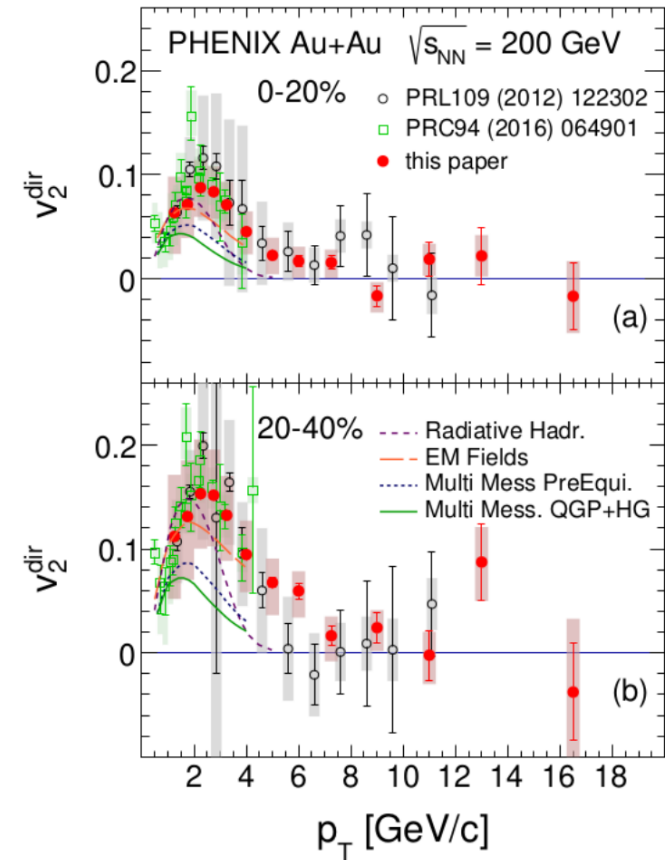 PHENIX Au+Au √s_NN = 200 GeV
0-20%
PRL109 (2012) 122302
PRC94 (2016) 064901
this paper
v₂^dir
0.2
0.1
0
(a)
20-40%
Radiative Hadr.
EM Fields
Multi Mess PreEqui.
Multi Mess. QGP+HG
v₂^dir
0.2
0.1
0
(b)
2 4 6 8 10 12 14 16 18
p_T [GeV/c]